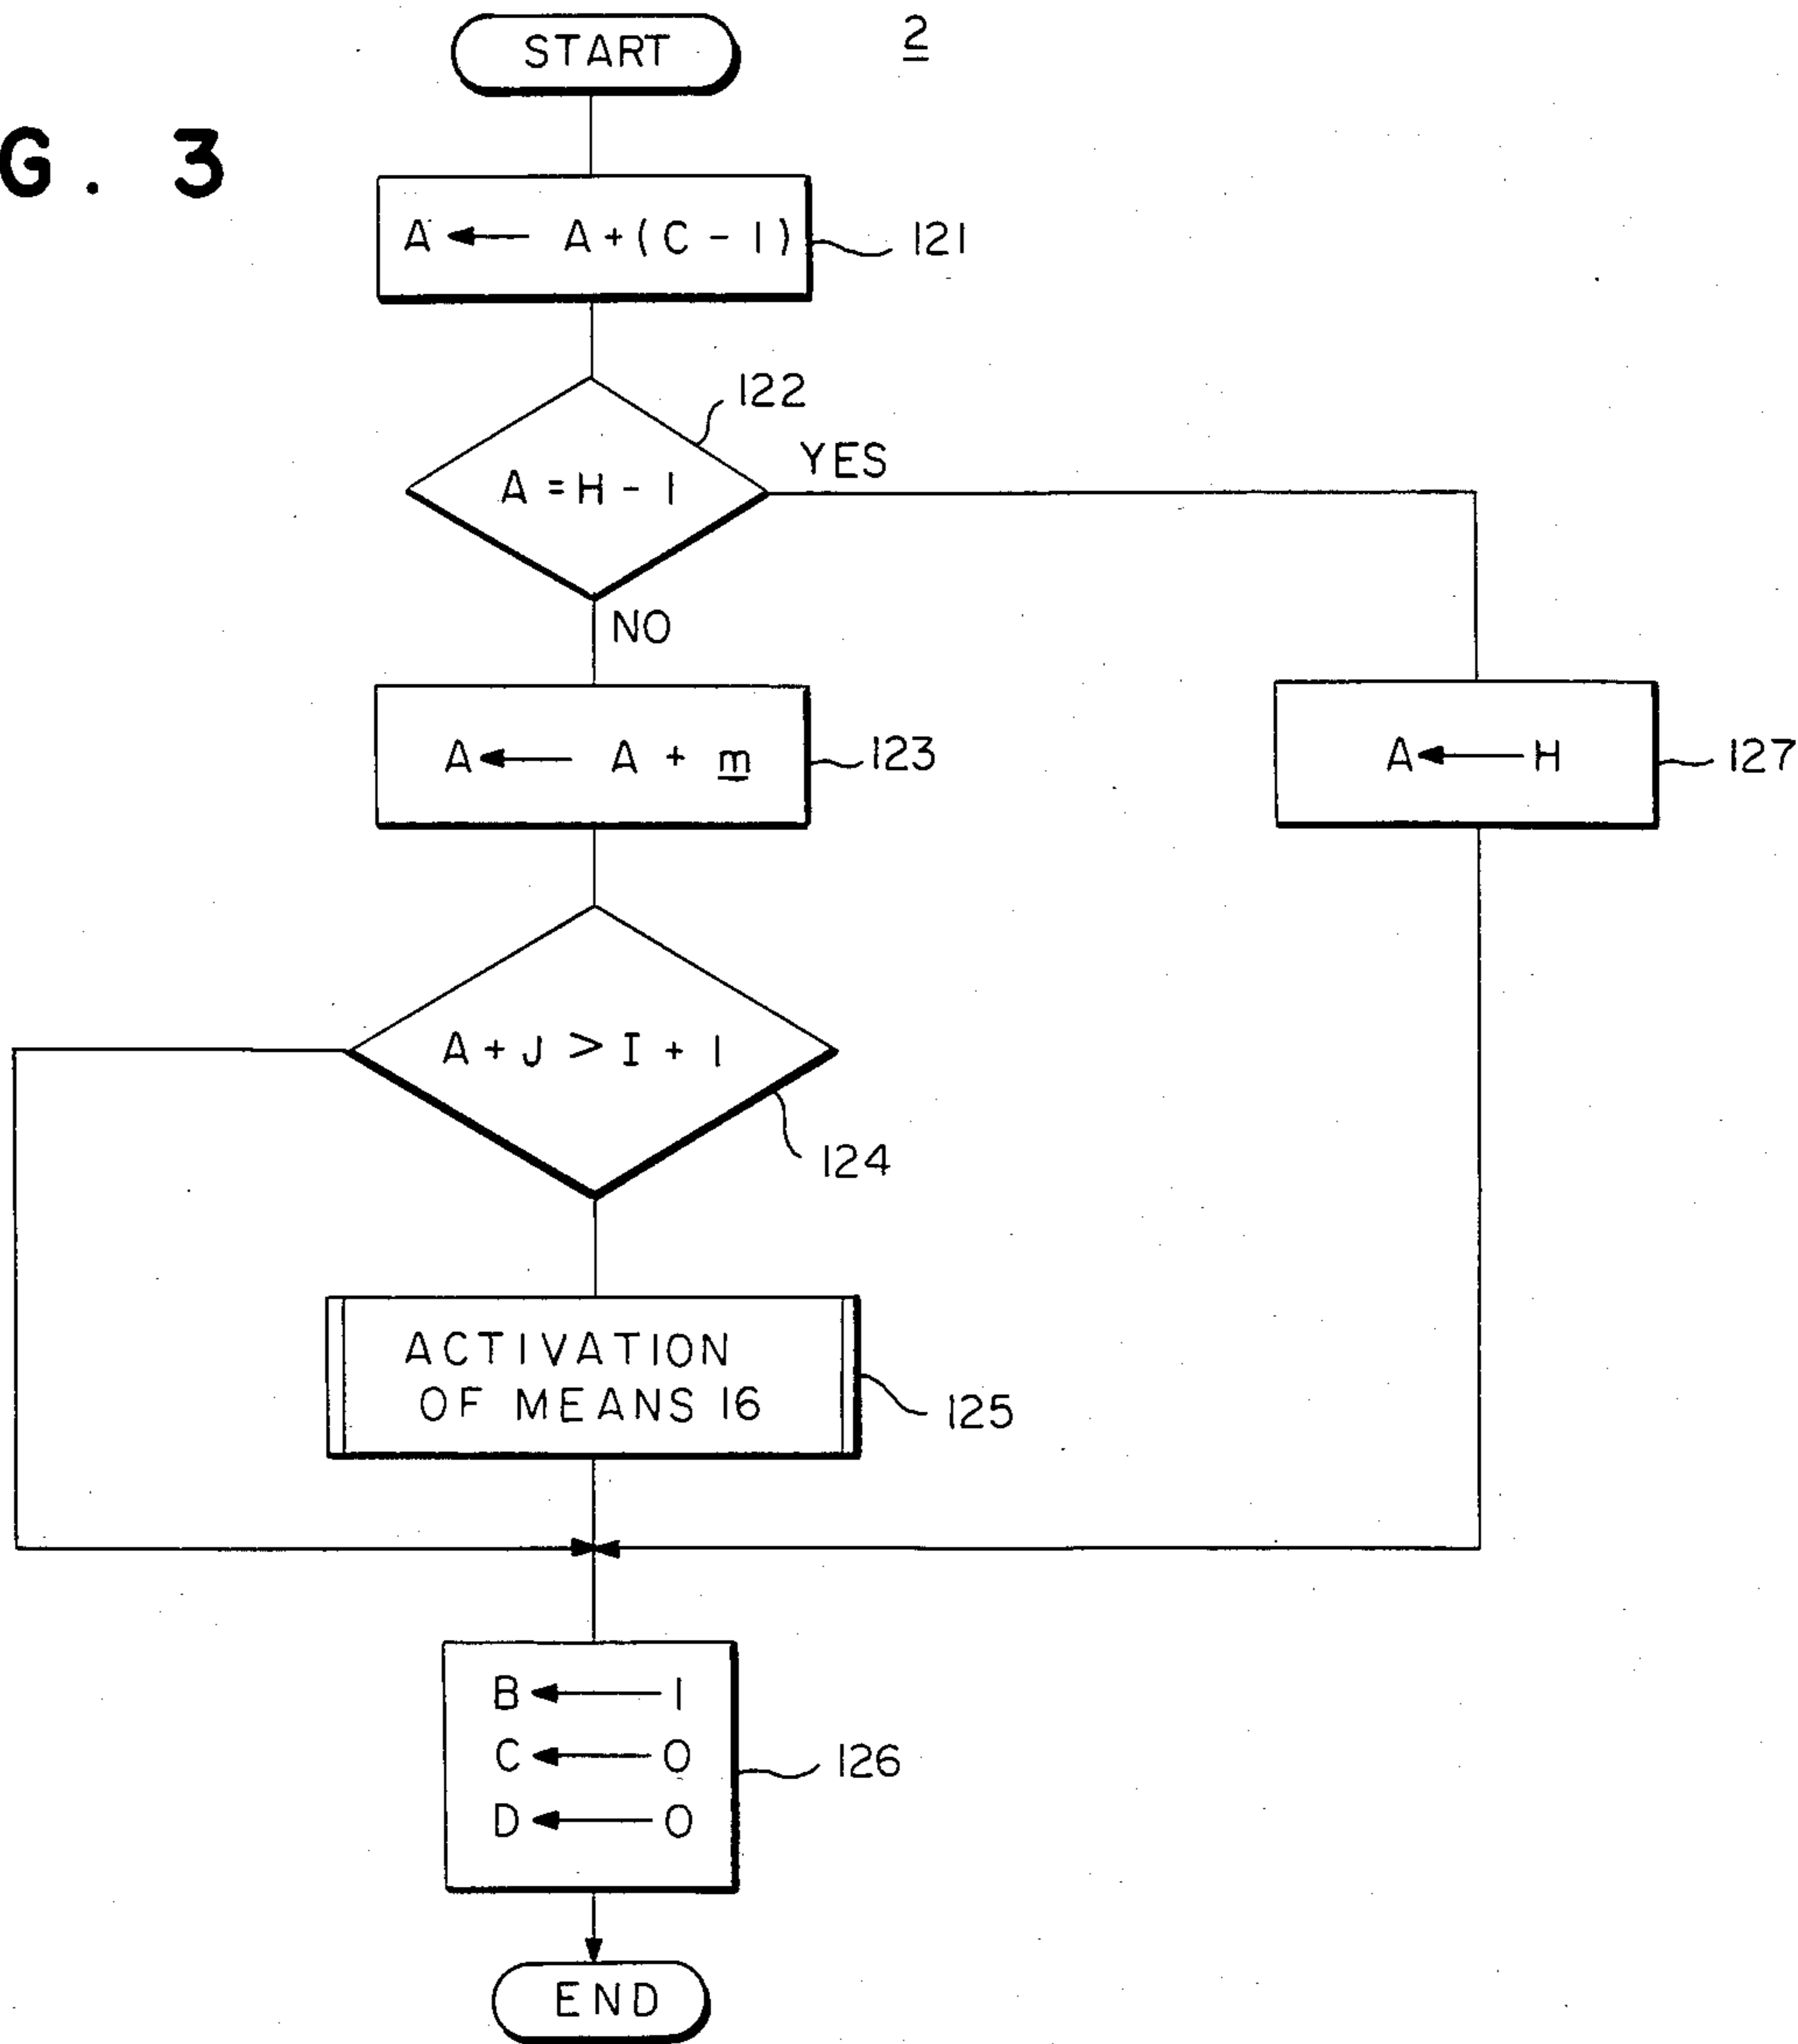 START
2
G. 3
A ← A + (C - 1)
121
122
YES
A = H - 1
NO
A ← A + m
123
A ← H
127
A + J > I + 1
124
ACTIVATION
OF MEANS 16
125
B ← 1
C ← 0
D ← 0
126
END